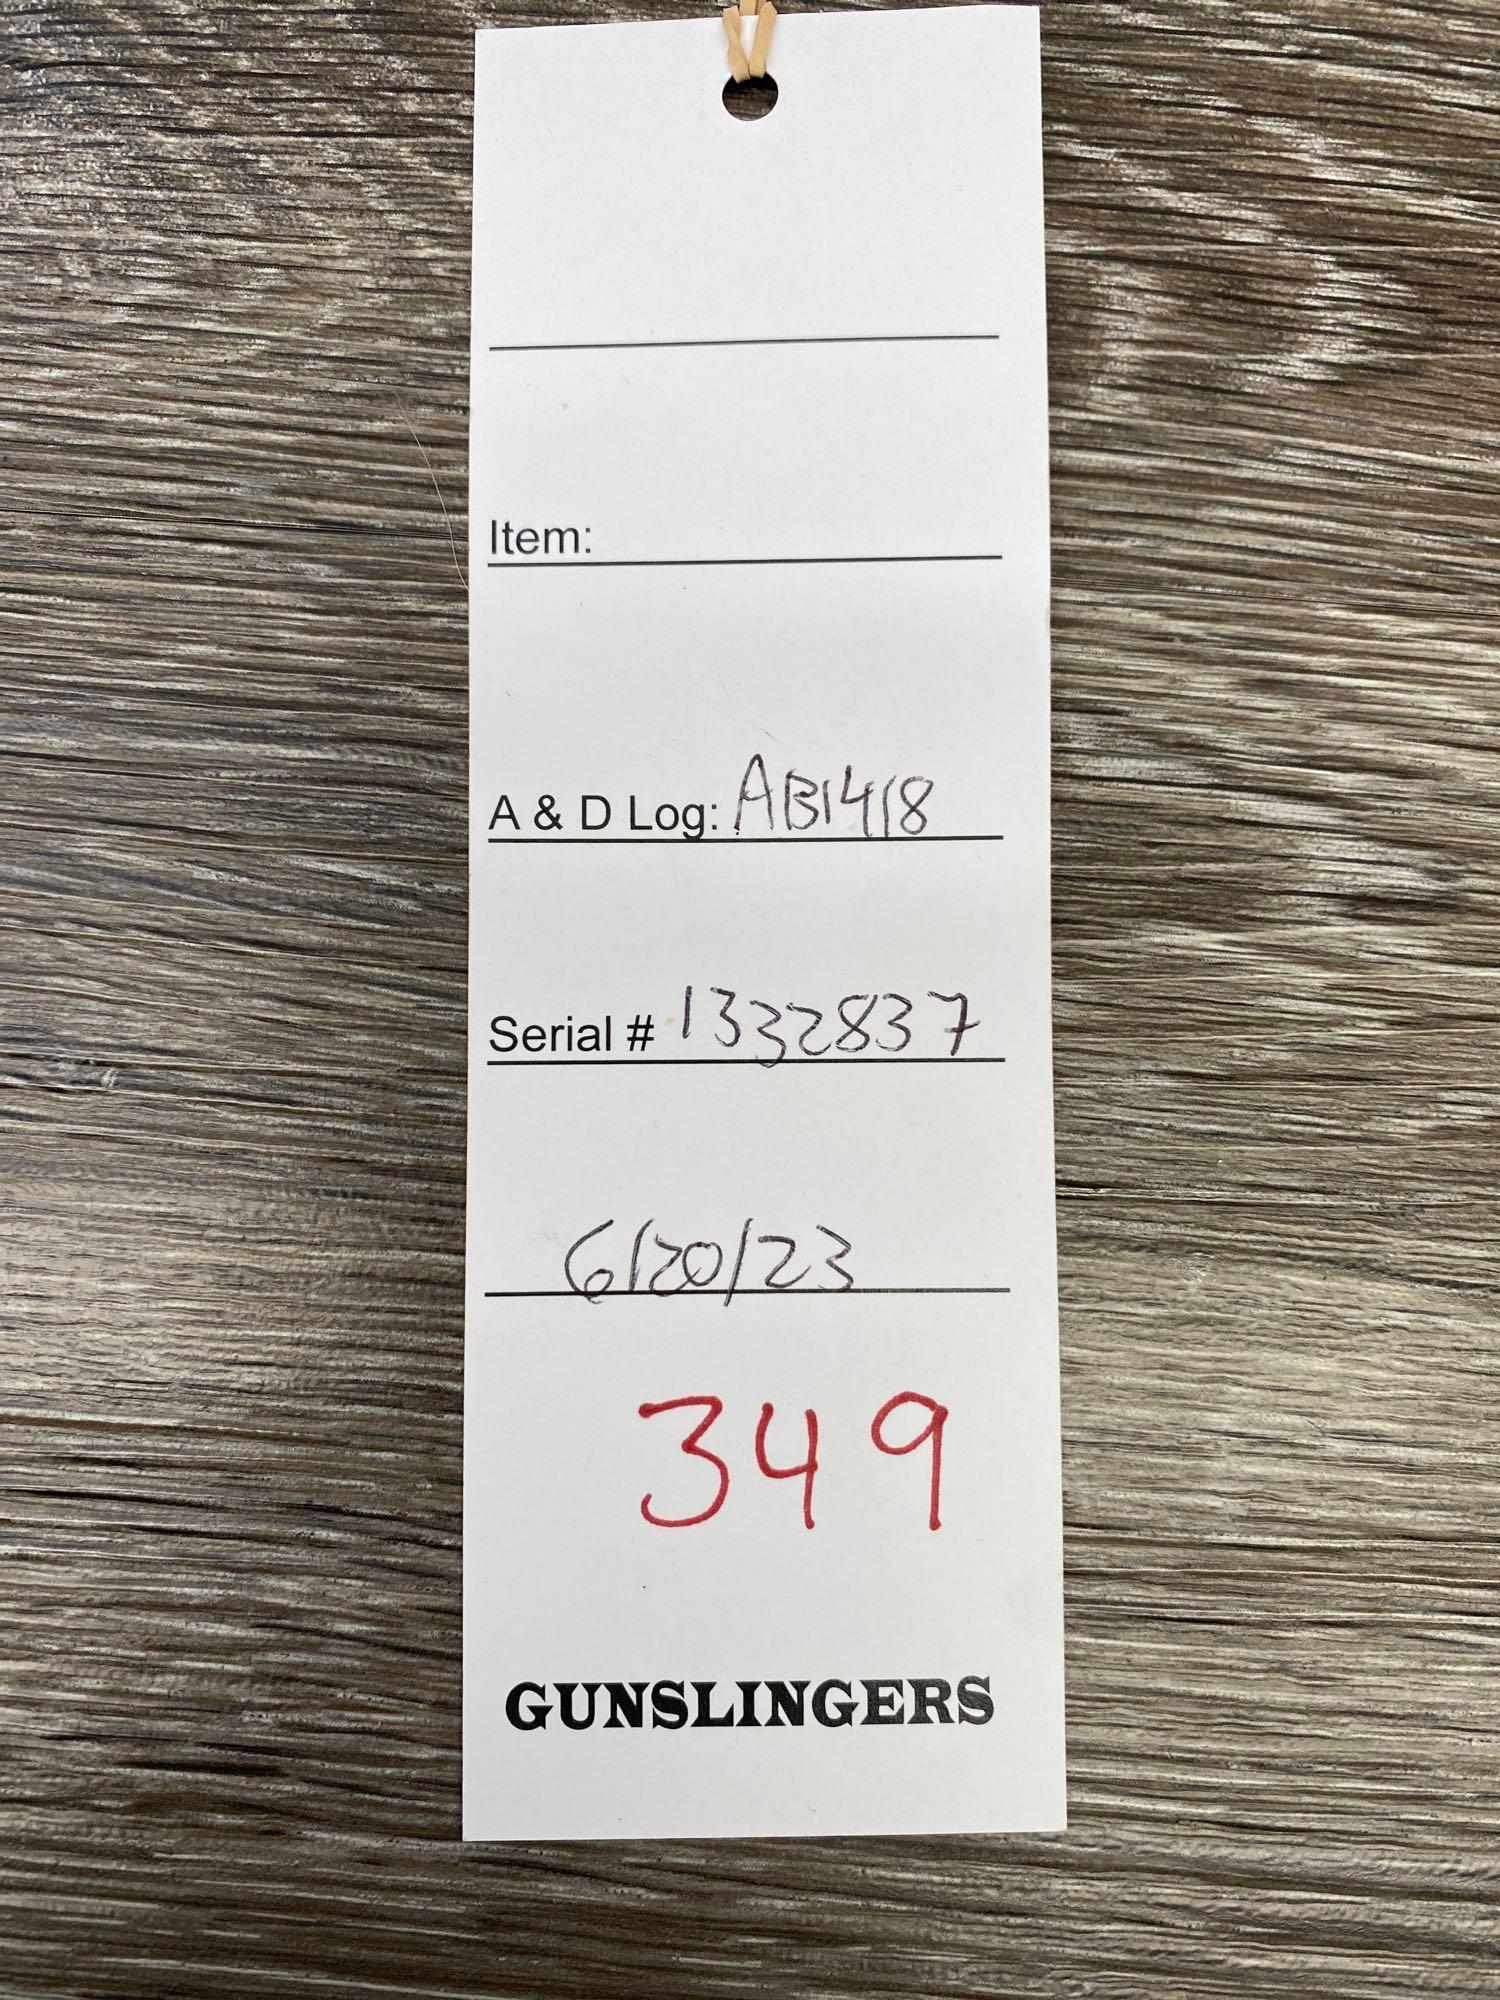 Item:
A & D Log: AB1418
Serial # 1332837
6/20/23
349
GUNSLINGERS